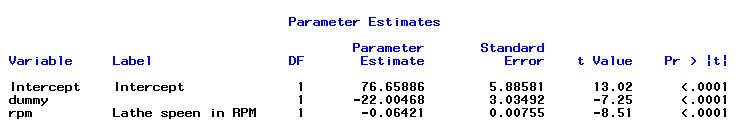 Parameter Estimates
Parameter Standard
Variable Label DF Estimate Error t Value Pr > |t|
Intercept Intercept 1 76.65886 5.88581 13.02 <.0001
dummy 1 -22.00468 3.03492 -7.25 <.0001
rpm Lathe speen in RPM 1 -0.06421 0.00755 -8.51 <.0001